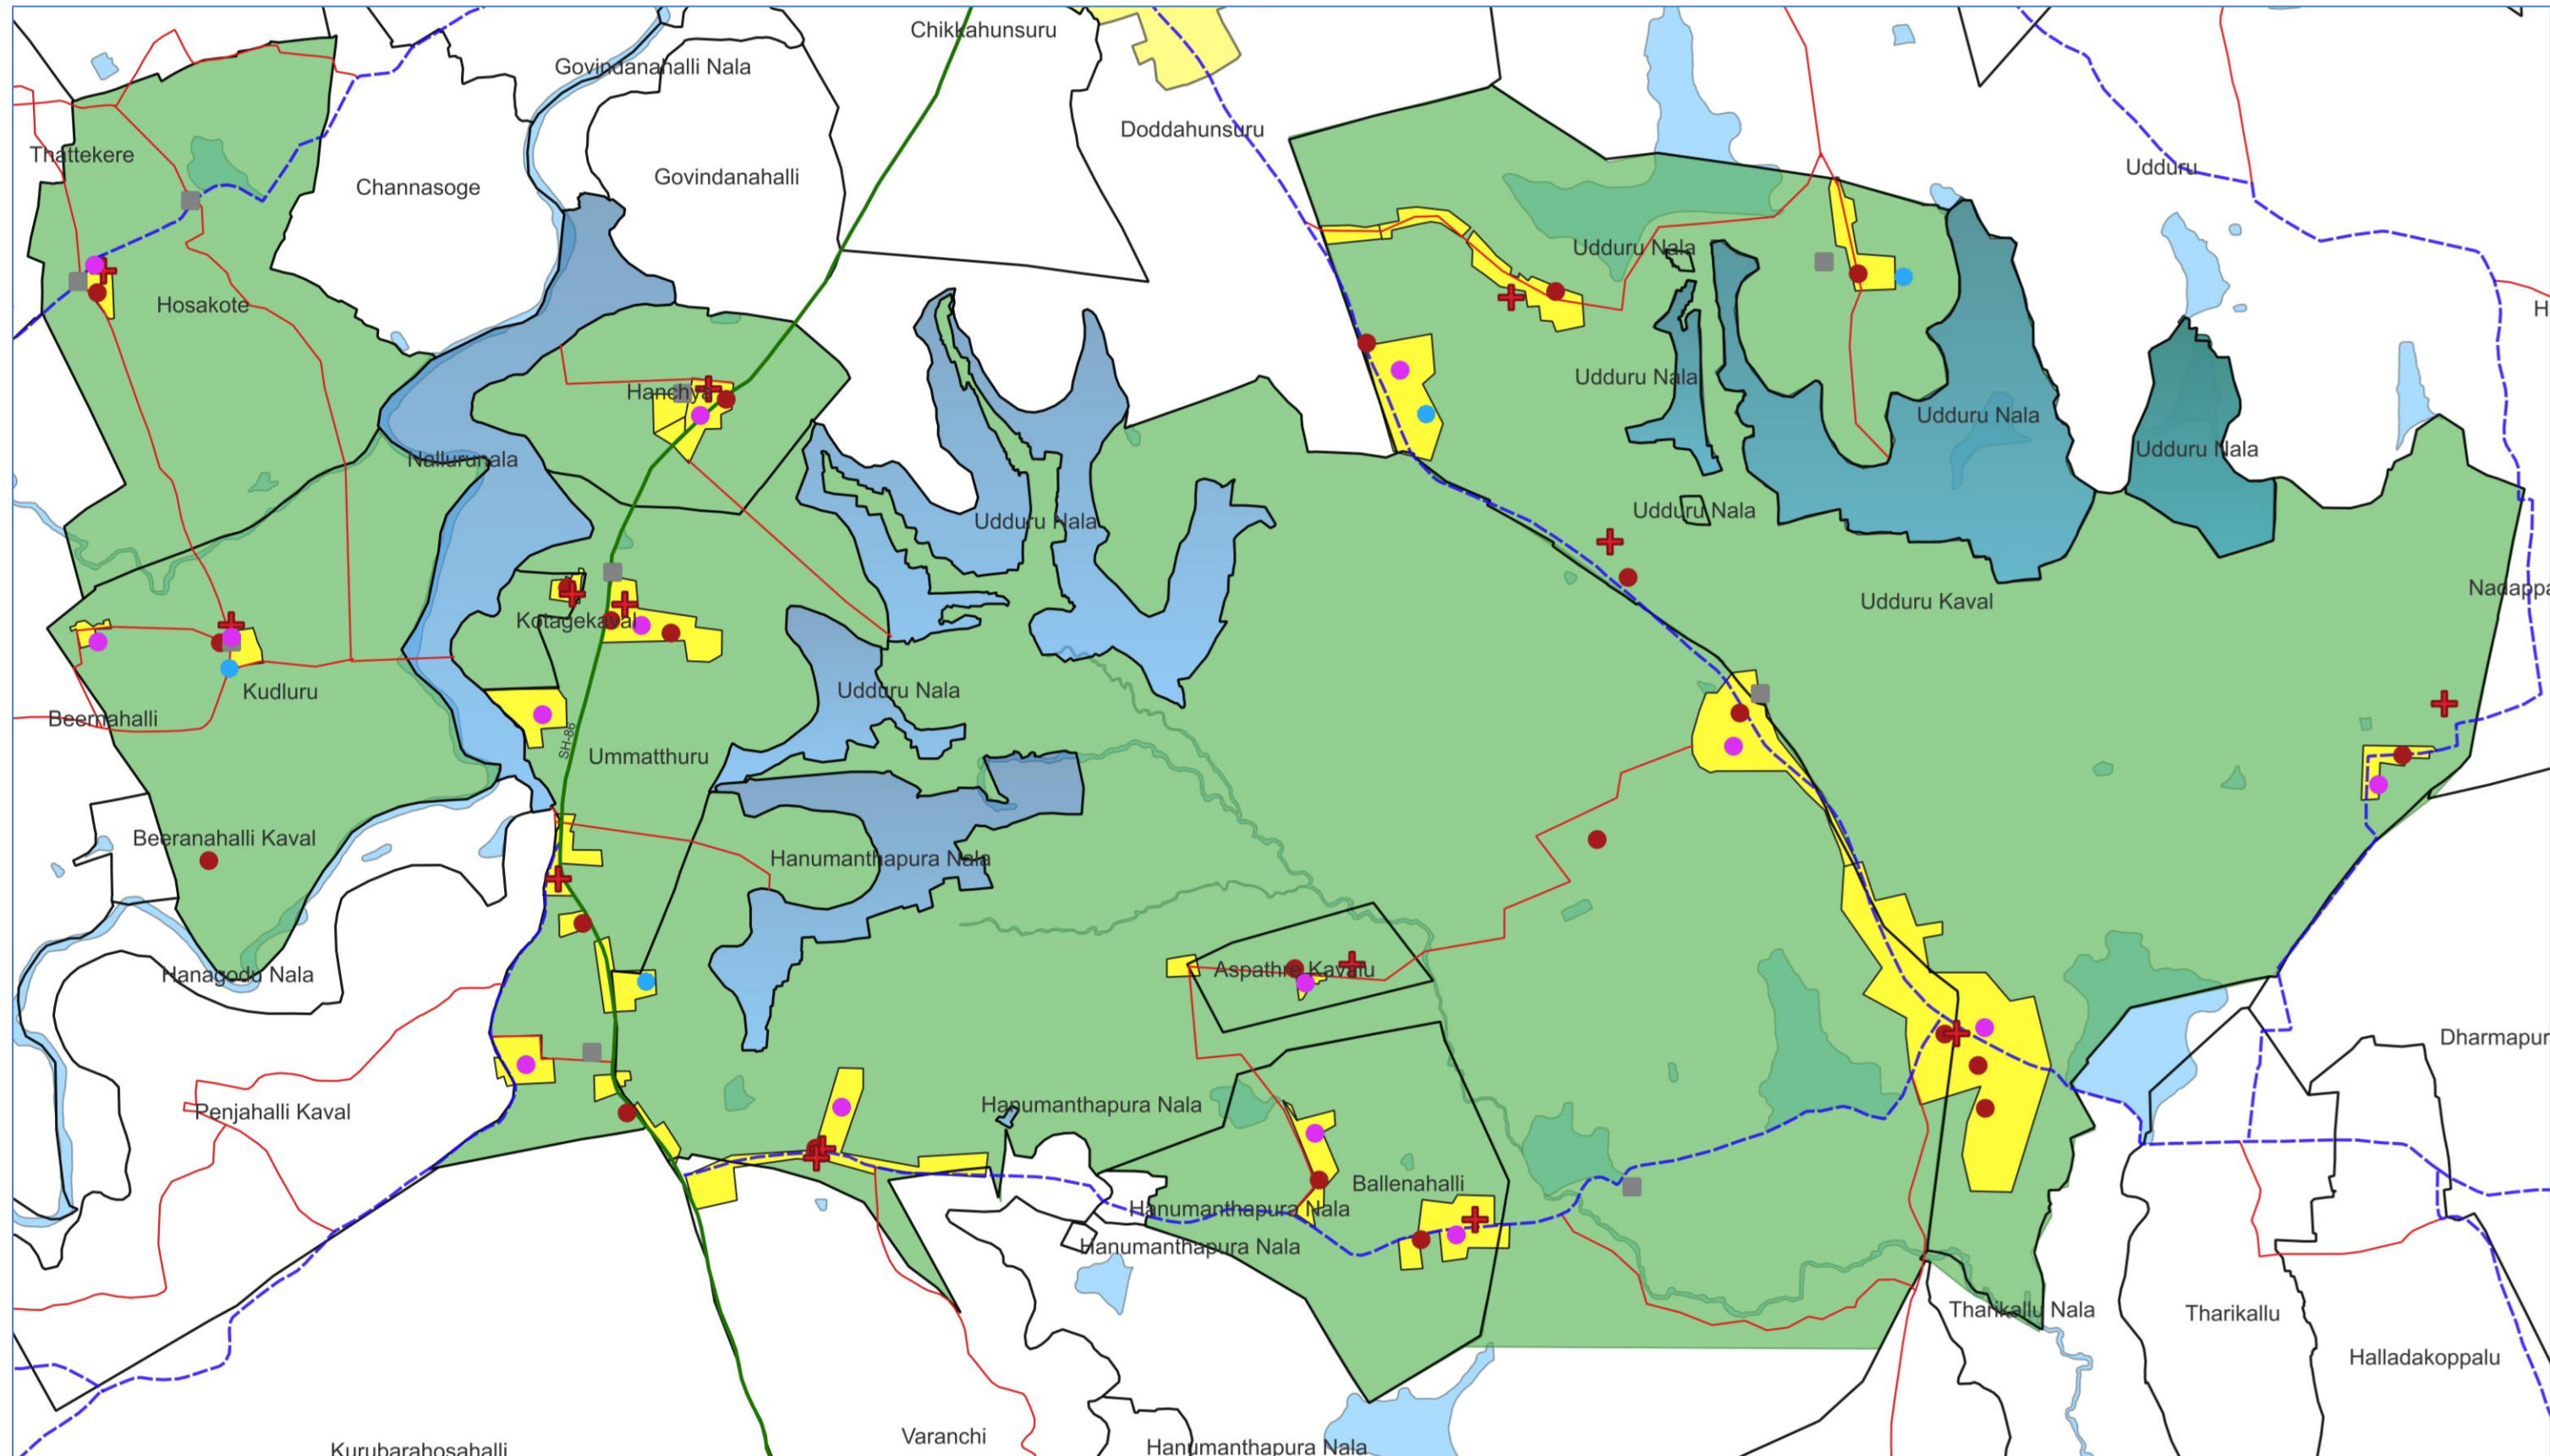 Chikkahunsuru
Govindanahalli Nala
Doddahunsuru
Thattekere
Udduru
Govindanahalli
Channasoge
Udduru Nala
Hosakote
H
Udduru Nala
Hanchya
Udduru Nala
Udduru Nala
Nallurunala
Udduru Nala
Udduru Nala
Nadappa
Udduru Kaval
Kotagekaval
Kudluru
Udduru Nala
Beernahalli
SH-86
Ummatthuru
Beeranahalli Kaval
Hanumanthapura Nala
Aspathre Kavalu
Hanagodu Nala
Dharmapur
Hanumanthapura Nala
Penjahalli Kaval
Ballenahalli
Hanumanthapura Nala
Hanumanthapura Nala
Tharikallu Nala
Tharikallu
Halladakoppalu
Varanchi
Kurubarahosahalli
Hanumanthapura Nala